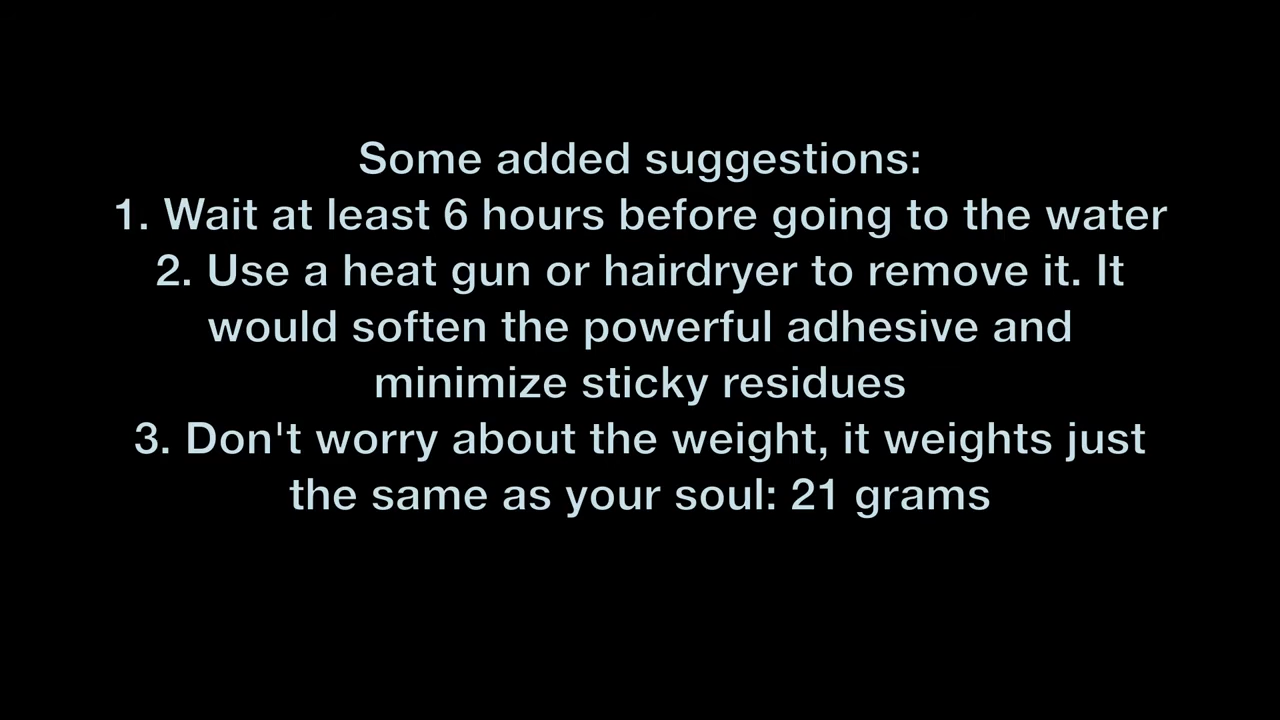 Some added suggestions:
1. Wait at least 6 hours before going to the water
2. Use a heat gun or hairdryer to remove it. It
would soften the powerful adhesive and
minimize sticky residues
3. Don't worry about the weight, it weights just
the same as your soul: 21 grams